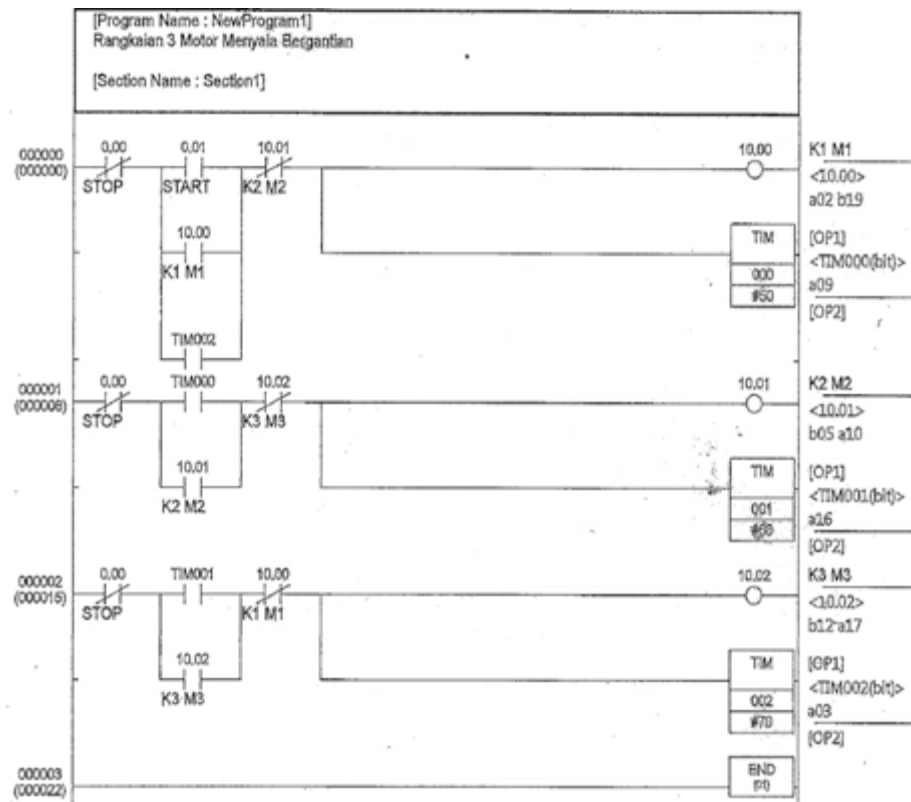 [Program Name : NewProgram1]
Rangkaian 3 Motor Menyala Bergantian
[Section Name : Section1]
000000
(000000)
0.00
STOP
0.01
START
10.01
K2 M2
10.00
K1 M1
<10.00>
a02 b19
10.00
K1 M1
TIM
000
#50
[OP1]
<TIM000(bit)>
a09
[OP2]
TIM002
000001
(000006)
0.00
STOP
TIM000
10.02
K3 M3
10.01
K2 M2
<10.01>
b05 a10
10.01
K2 M2
TIM
001
#60
[OP1]
<TIM001(bit)>
a16
[OP2]
000002
(000015)
0.00
STOP
TIM001
10.00
K1 M1
10.02
K3 M3
<10.02>
b12 a17
10.02
K3 M3
TIM
002
#70
[OP1]
<TIM002(bit)>
a03
[OP2]
000003
(000022)
END